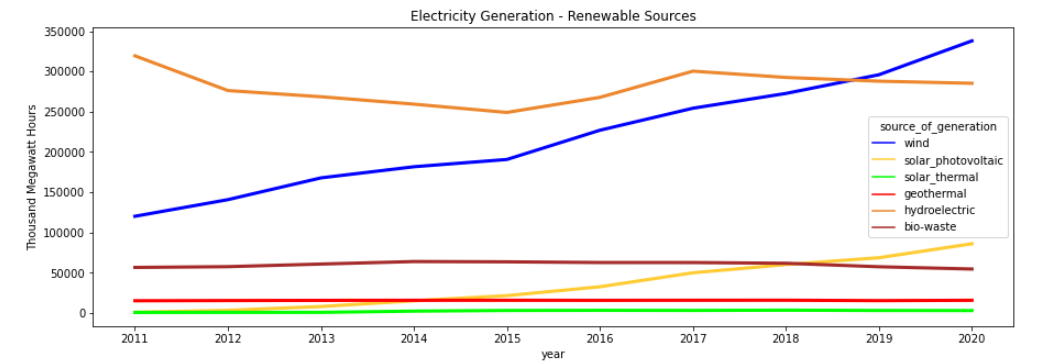 Electricity Generation - Renewable Sources
Thousand Megawatt Hours
350000
300000
250000
200000
150000
100000
50000
0
source_of_generation
wind
solar_photovoltaic
solar_thermal
geothermal
hydroelectric
bio-waste
2011 2012 2013 2014 2015 2016 2017 2018 2019 2020
year